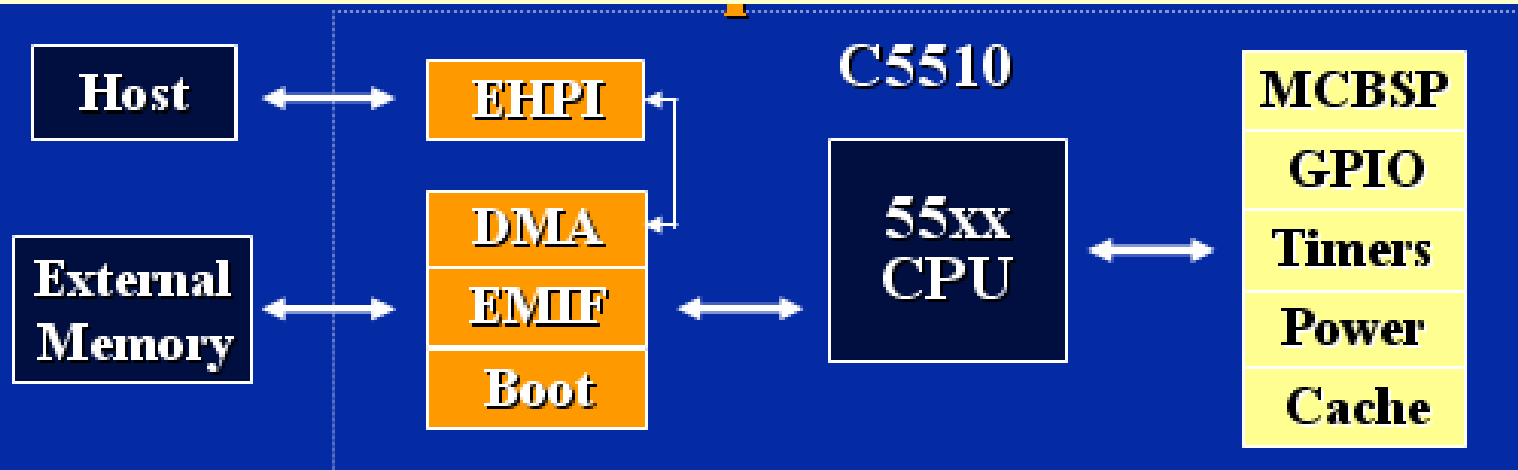 Host
External
Memory
EHPI
DMA
EMIF
Boot
C5510
55xx
CPU
MCBSP
GPIO
Timers
Power
Cache